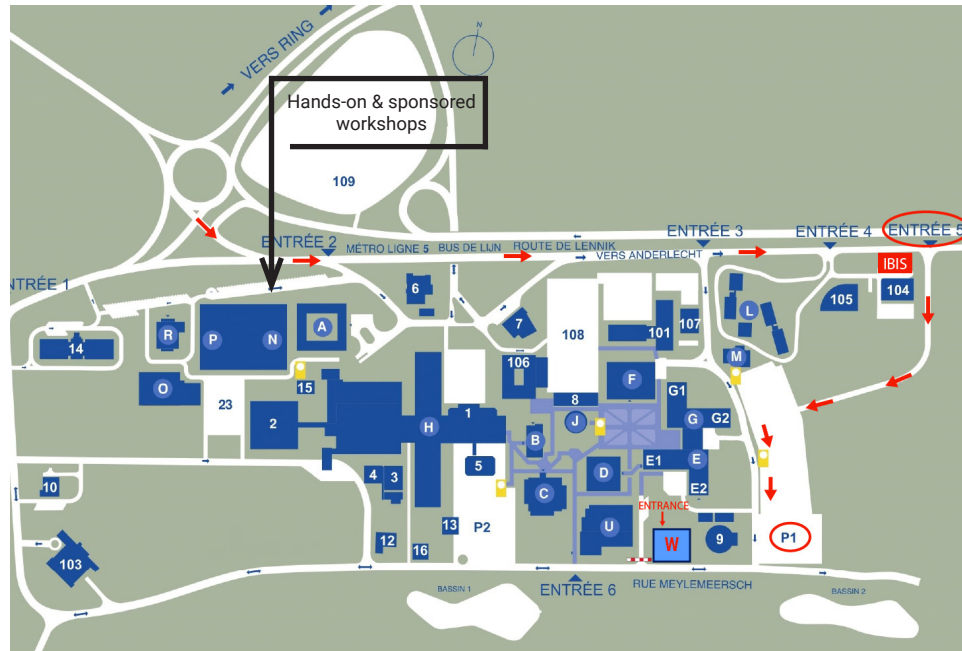 VERS RING
N
Hands-on & sponsored
workshops
109
ENTRÉE 2
MÉTRO LIGNE 5
BUS DE LIJN
ROUTE DE LENNIK
VERS ANDERLECHT
ENTRÉE 3
ENTRÉE 4
ENTRÉE 5
NTRÉE 1
IBIS
104
105
6
L
7
108
101
107
14
R
P
N
A
M
O
106
F
15
23
G1
8
2
H
1
J
G
G2
B
5
E1
E
D
4
3
C
E2
10
ENTRANCE
13
P2
U
W
9
P1
12
16
103
ENTRÉE 6
RUE MEYLEMEERSCH
BASSIN 1
BASSIN 2